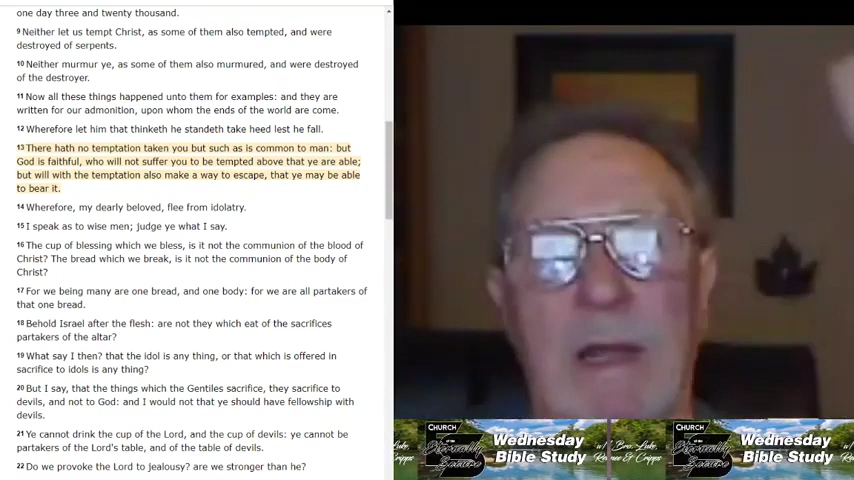 one day three and twenty thousand.
9 Neither let us tempt Christ, as some of them also tempted, and were
destroyed of serpents.
10 Neither murmur ye, as some of them also murmured, and were destroyed
of the destroyer.
11 Now all these things happened unto them for examples: and they are
written for our admonition, upon whom the ends of the world are come.
12 Wherefore let him that thinketh he standeth take heed lest he fall.
13 There hath no temptation taken you but such as is common to man: but
God is faithful, who will not suffer you to be tempted above that ye are able;
but will with the temptation also make a way to escape, that ye may be able
to bear it.
14 Wherefore, my dearly beloved, flee from idolatry.
15 I speak as to wise men; judge ye what I say.
16 The cup of blessing which we bless, is it not the communion of the blood of
Christ? The bread which we break, is it not the communion of the body of
Christ?
17 For we being many are one bread, and one body: for we are all partakers of
that one bread.
18 Behold Israel after the flesh: are not they which eat of the sacrifices
partakers of the altar?
19 What say I then? that the idol is any thing, or that which is offered in
sacrifice to idols is any thing?
20 But I say, that the things which the Gentiles sacrifice, they sacrifice to
devils, and not to God: and I would not that ye should have fellowship with
devils.
21 Ye cannot drink the cup of the Lord, and the cup of devils: ye cannot be
partakers of the Lord's table, and of the table of devils.
22 Do we provoke the Lord to jealousy? are we stronger than he?
Luke,
Cripps
CHURCH
of the
Eternally
Secure
Wednesday
Bible Study
w/ Bro. Luke,
Renee & Cripps
CHURCH
of the
Eternally
Secure
Wednesday
Bible Study